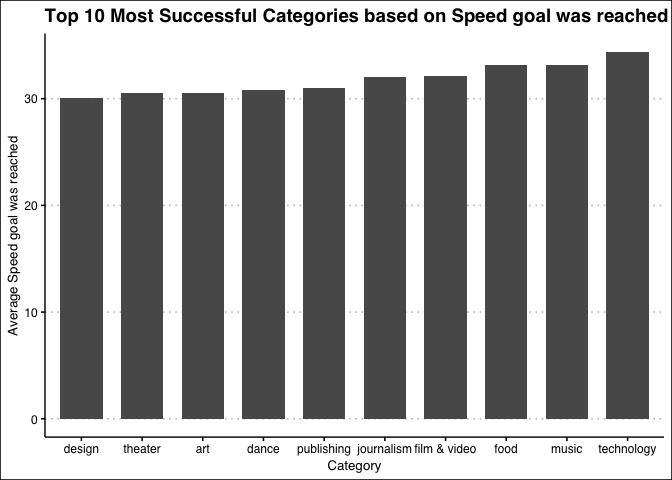 Top 10 Most Successful Categories based on Speed goal was reached
Average Speed goal was reached
30
20
10
0
design theater art dance publishing journalism film & video food music technology
Category